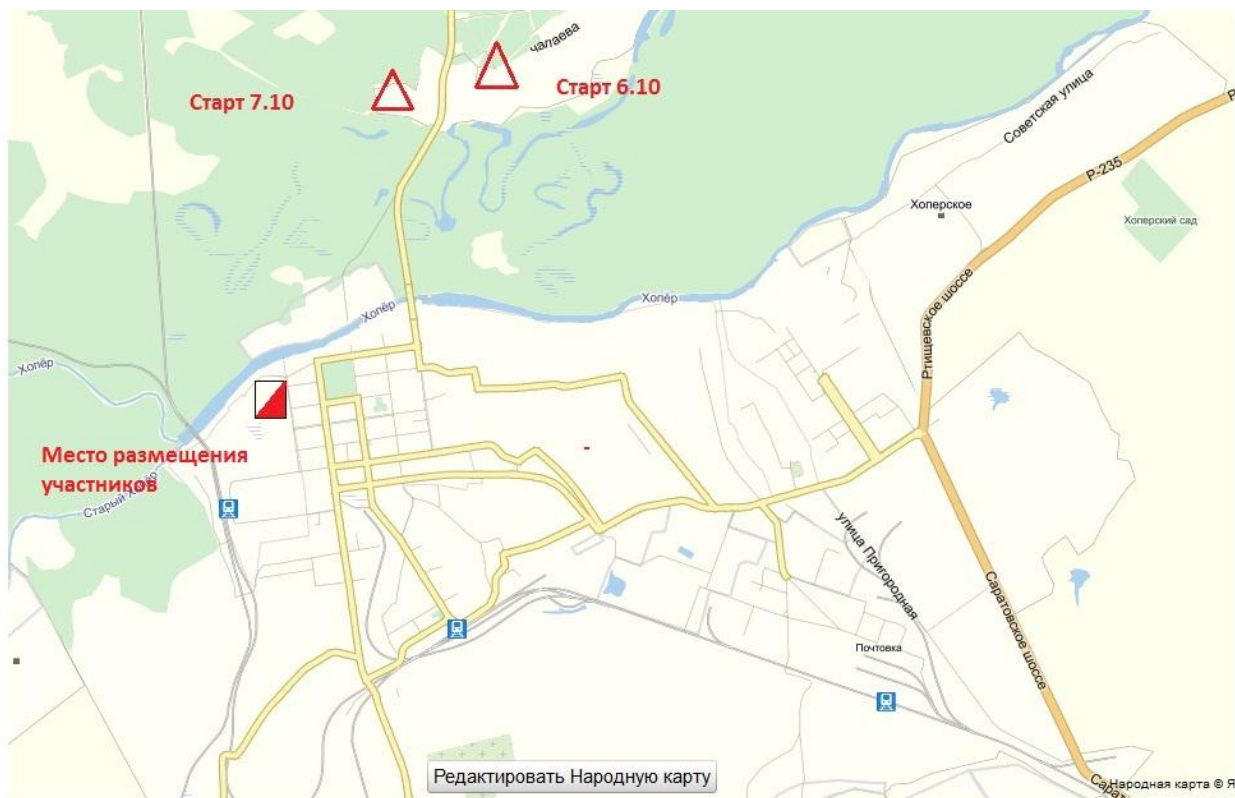 чапаева
Старт 7.10
Старт 6.10
Советская улица
Р-235
Хоперское
Хоперский сад
Хопёр
Хопёр
Хопёр
Ртищевское шоссе
Место размещения
участников
Старый Хопёр
улица Пригородная
Саратовское шоссе
Почтовка
Редактировать Народную карту
Народная карта © Я